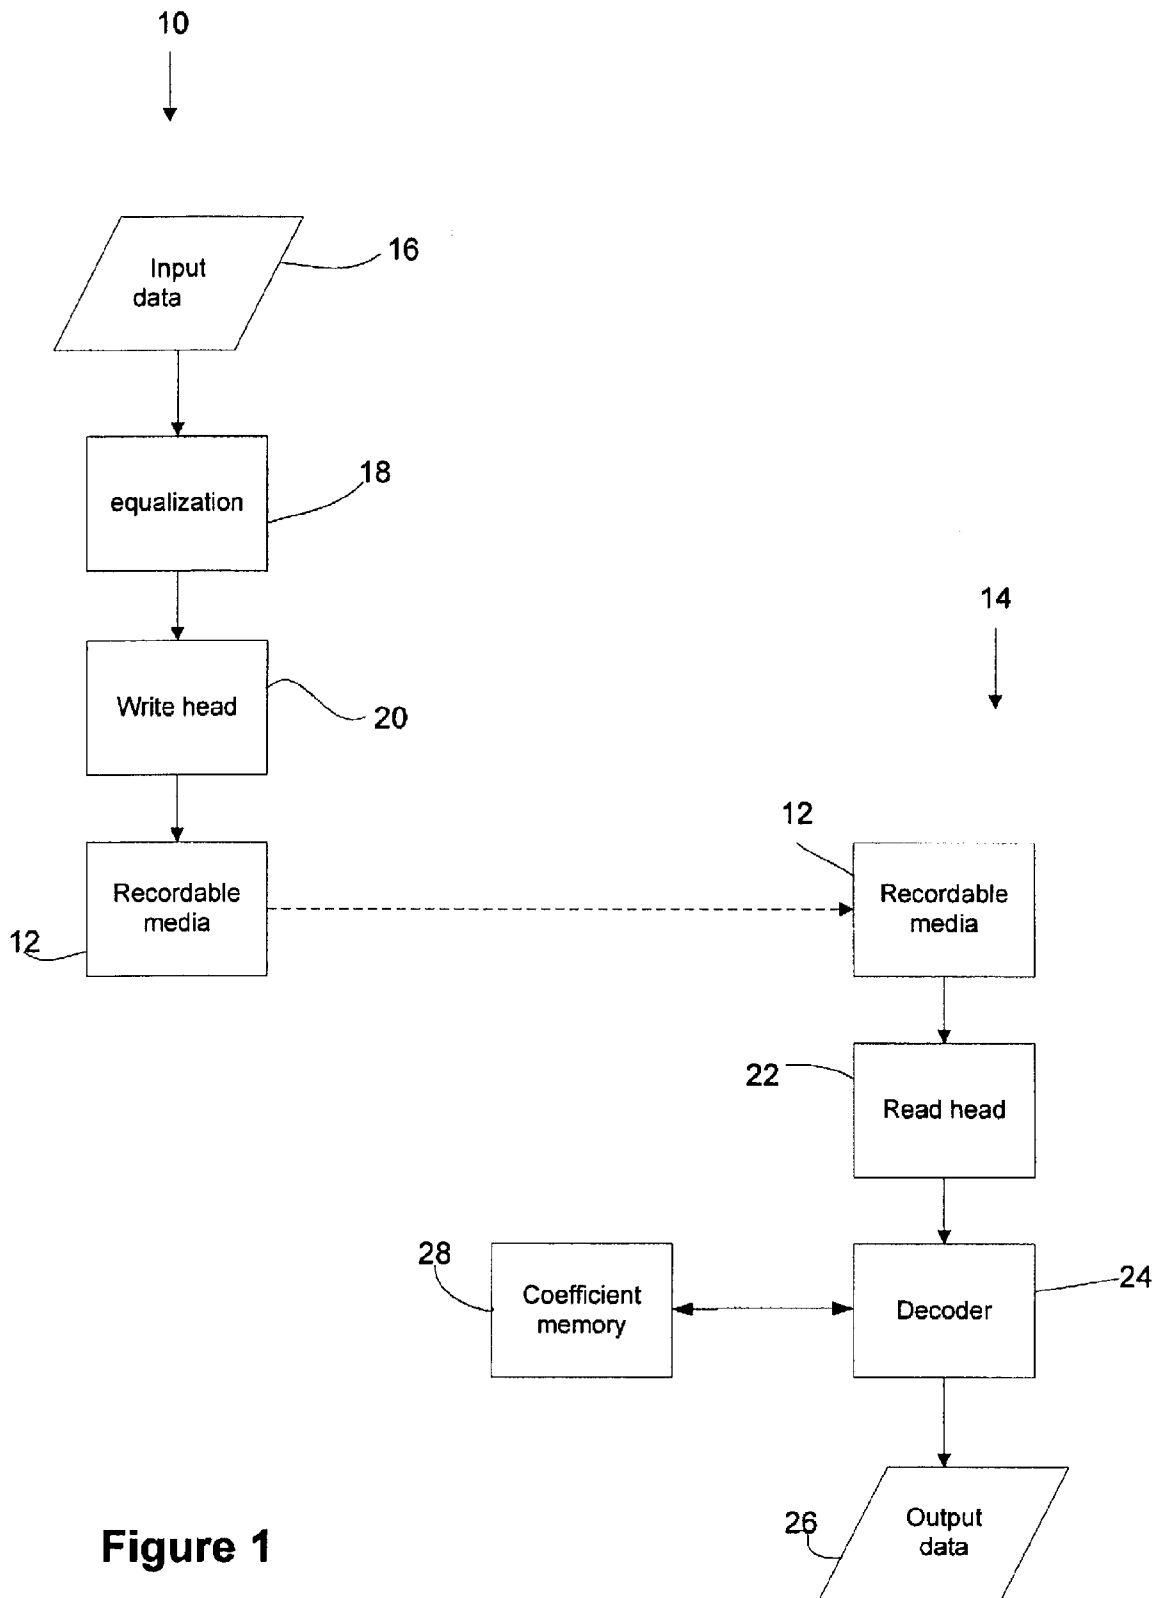 10
Input
data
16
equalization
18
Write head
20
Recordable
media
12
14
12
Recordable
media
22
Read head
28
Coefficient
memory
Decoder
24
26
Output
data
Figure 1